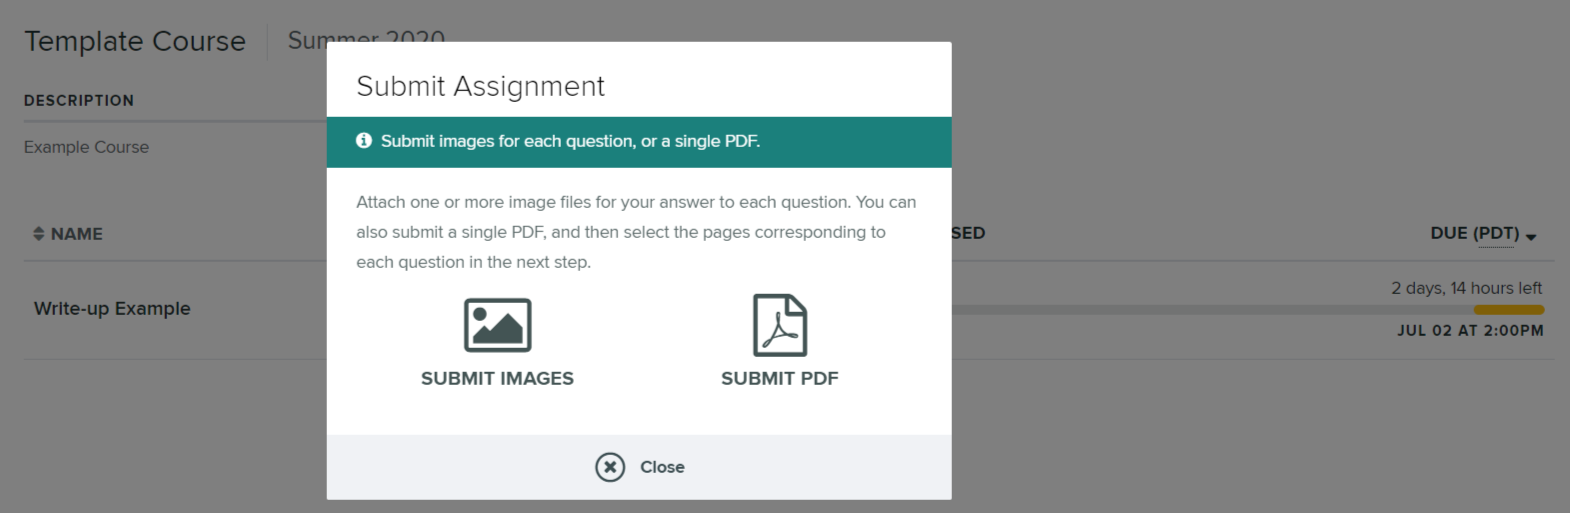 Template Course
Summer 2020
DESCRIPTION
Example Course
NAME
SED
DUE (PDT)
Write-up Example
2 days, 14 hours left
JUL 02 AT 2:00PM
Submit Assignment
Submit images for each question, or a single PDF.
Attach one or more image files for your answer to each question. You can
also submit a single PDF, and then select the pages corresponding to
each question in the next step.
SUBMIT IMAGES
SUBMIT PDF
Close